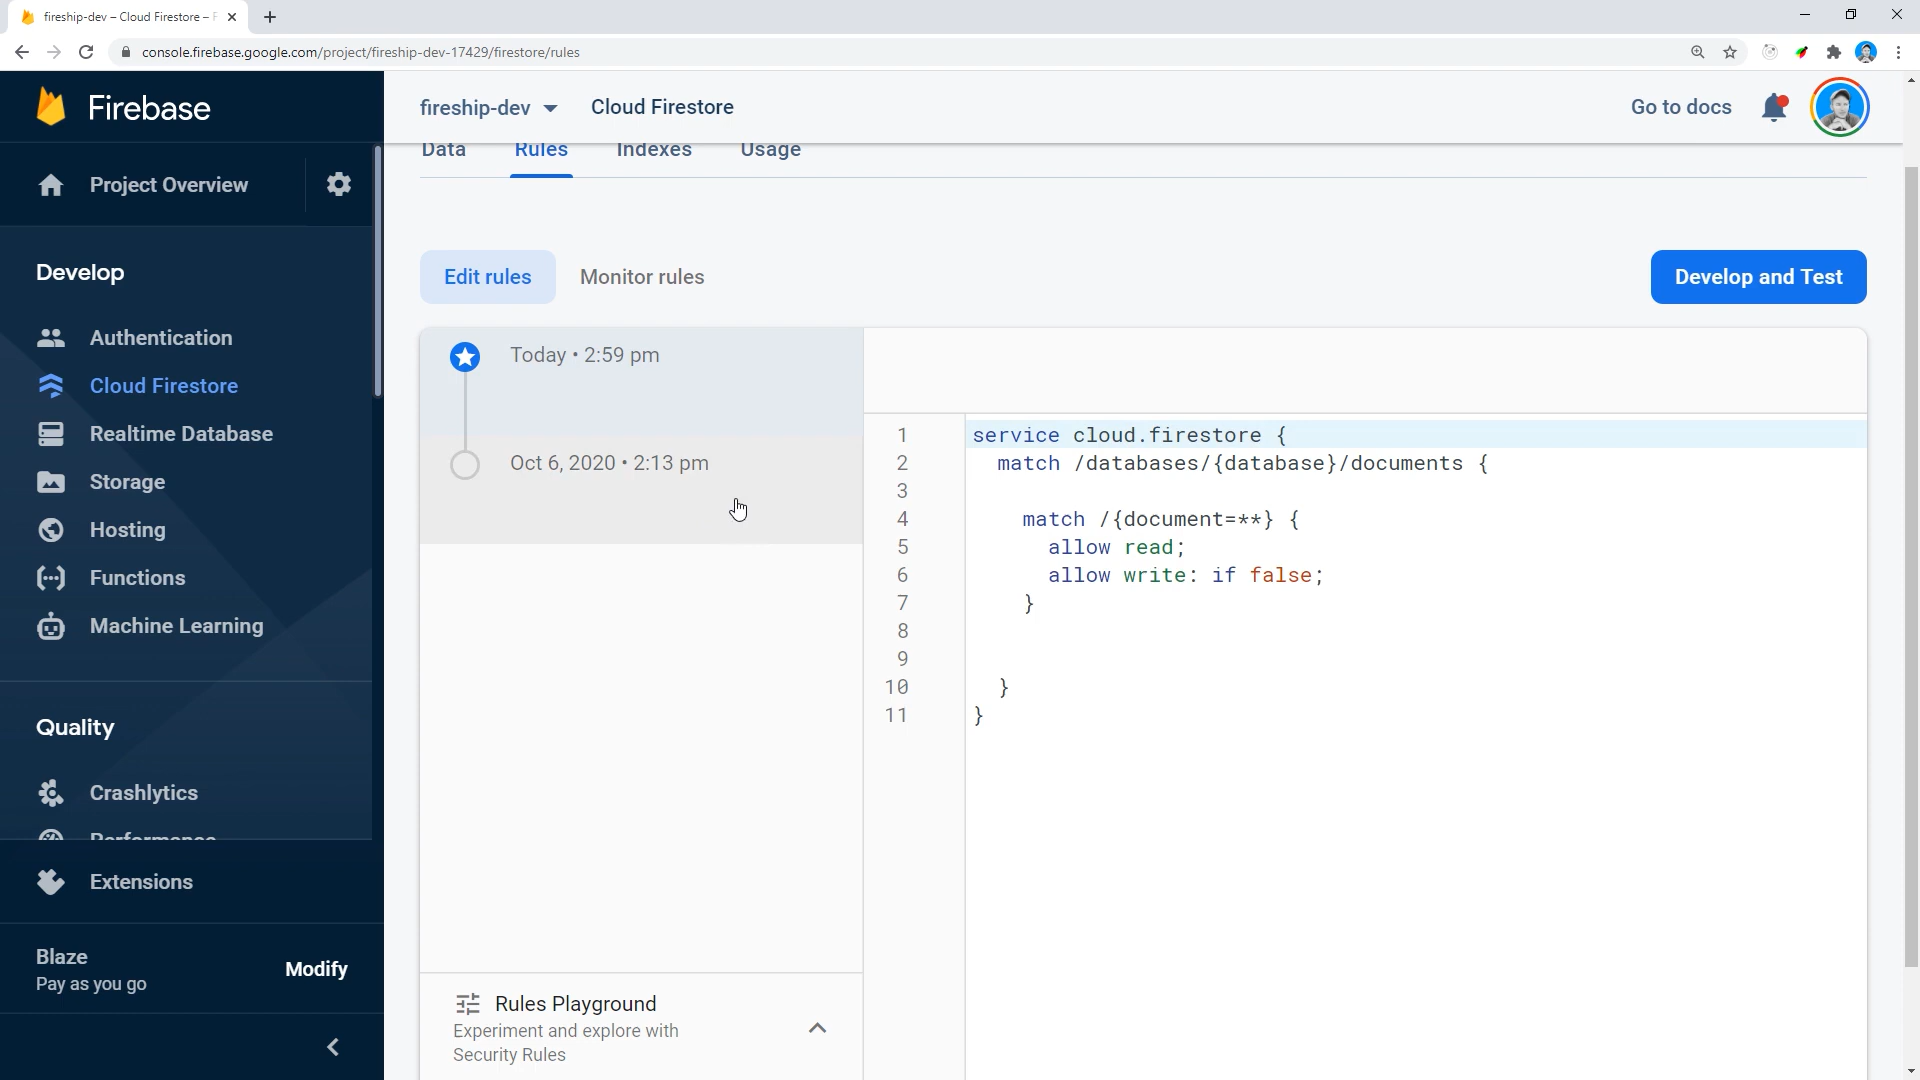 fireship-dev – Cloud Firestore –
console.firebase.google.com/project/fireship-dev-17429/firestore/rules
Firebase
fireship-dev
Cloud Firestore
Go to docs
Project Overview
Data
Rules
Indexes
Usage
Develop
Authentication
Cloud Firestore
Realtime Database
Storage
Hosting
Functions
Machine Learning
Quality
Crashlytics
Performance
Extensions
Blaze
Pay as you go
Modify
Edit rules
Monitor rules
Develop and Test
Today • 2:59 pm
Oct 6, 2020 • 2:13 pm
Rules Playground
Experiment and explore with
Security Rules
1 service cloud.firestore {
2 match /databases/{database}/documents {
3
4 match /{document=**} {
5 allow read;
6 allow write: if false;
7 }
8
9
10 }
11 }